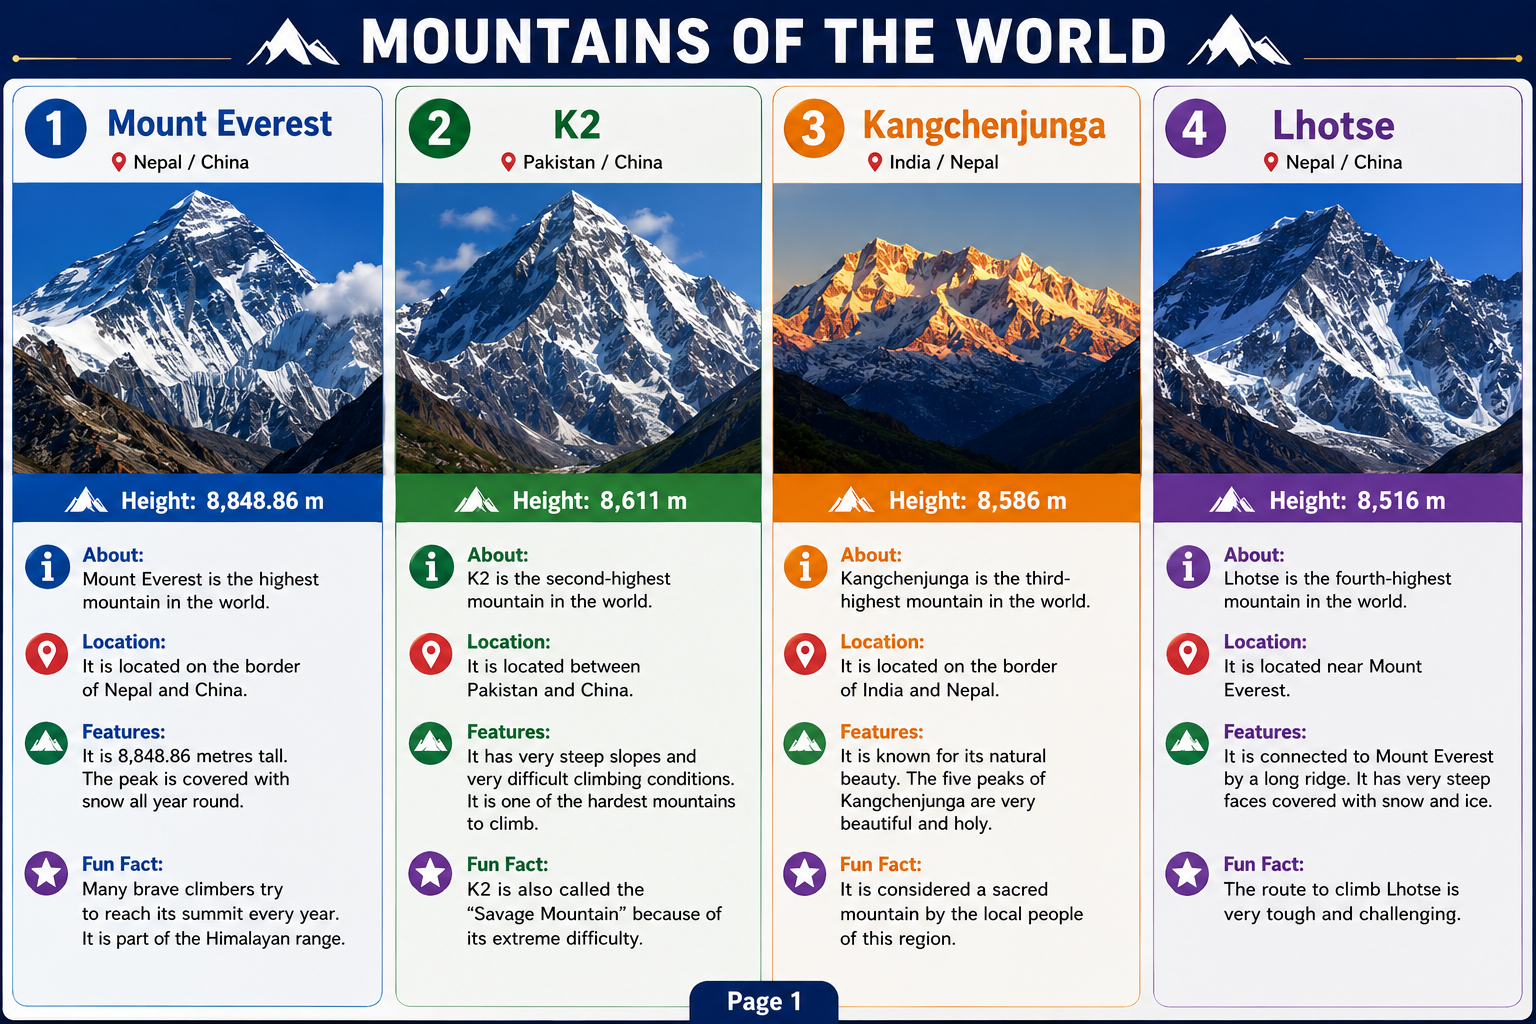 MOUNTAINS OF THE WORLD
1 Mount Everest
Nepal / China
Height: 8,848.86 m
About:
Mount Everest is the highest
mountain in the world.
Location:
It is located on the border
of Nepal and China.
Features:
It is 8,848.86 metres tall.
The peak is covered with
snow all year round.
Fun Fact:
Many brave climbers try
to reach its summit every year.
It is part of the Himalayan range.
2 K2
Pakistan / China
Height: 8,611 m
About:
K2 is the second-highest
mountain in the world.
Location:
It is located between
Pakistan and China.
Features:
It has very steep slopes and
very difficult climbing conditions.
It is one of the hardest mountains
to climb.
Fun Fact:
K2 is also called the
“Savage Mountain” because of
its extreme difficulty.
3 Kangchenjunga
India / Nepal
Height: 8,586 m
About:
Kangchenjunga is the third-
highest mountain in the world.
Location:
It is located on the border
of India and Nepal.
Features:
It is known for its natural
beauty. The five peaks of
Kangchenjunga are very
beautiful and holy.
Fun Fact:
It is considered a sacred
mountain by the local people
of this region.
4 Lhotse
Nepal / China
Height: 8,516 m
About:
Lhotse is the fourth-highest
mountain in the world.
Location:
It is located near Mount
Everest.
Features:
It is connected to Mount Everest
by a long ridge. It has very steep
faces covered with snow and ice.
Fun Fact:
The route to climb Lhotse is
very tough and challenging.
Page 1